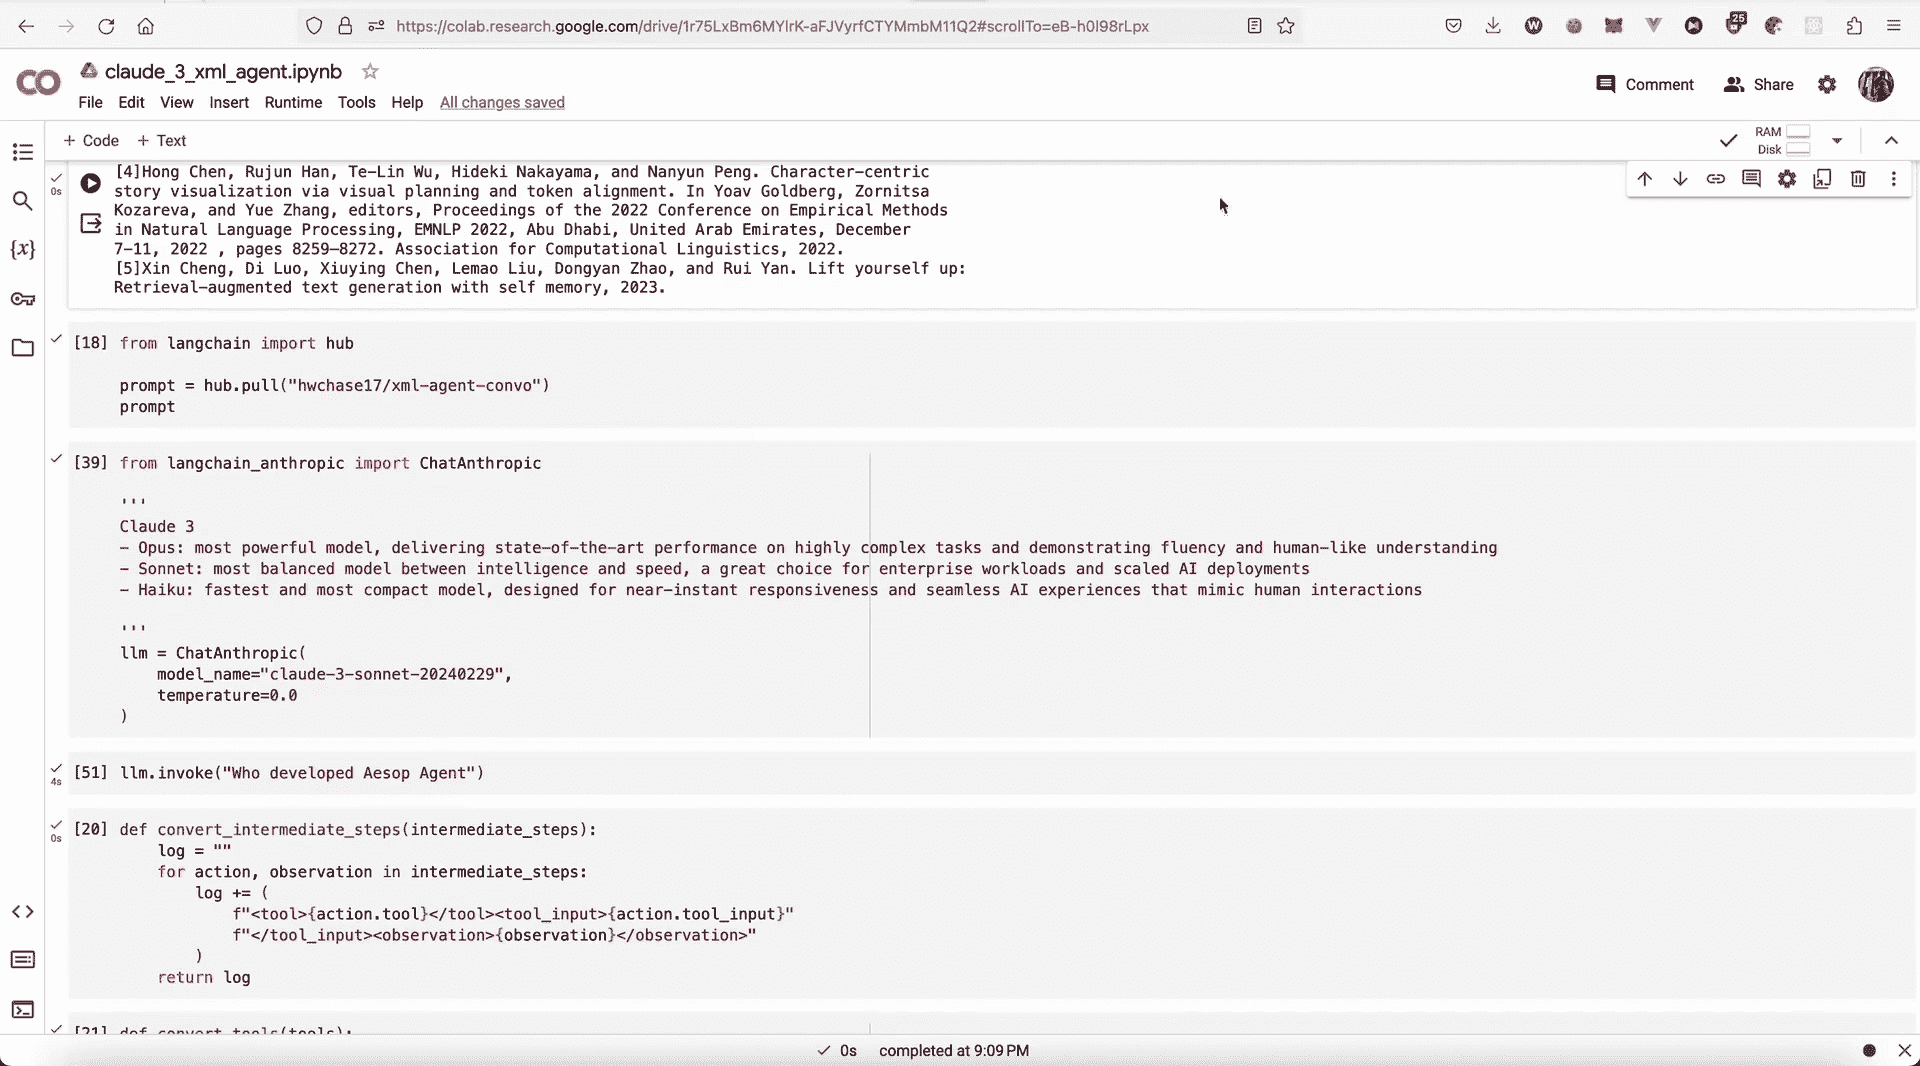 https://colab.research.google.com/drive/1r75LxBm6MYlrK-aFJVyrfCTYMmbM11Q2#scrollTo=eB-h0l98rLpx
25
CO
claude_3_xml_agent.ipynb
File Edit View Insert Runtime Tools Help All changes saved
Comment Share
+ Code + Text
RAM
Disk
0s
[4]Hong Chen, Rujun Han, Te-Lin Wu, Hideki Nakayama, and Nanyun Peng. Character-centric
story visualization via visual planning and token alignment. In Yoav Goldberg, Zornitsa
Kozareva, and Yue Zhang, editors, Proceedings of the 2022 Conference on Empirical Methods
in Natural Language Processing, EMNLP 2022, Abu Dhabi, United Arab Emirates, December
7–11, 2022 , pages 8259–8272. Association for Computational Linguistics, 2022.
[5]Xin Cheng, Di Luo, Xiuying Chen, Lemao Liu, Dongyan Zhao, and Rui Yan. Lift yourself up:
Retrieval-augmented text generation with self memory, 2023.
{x}
[18] from langchain import hub
prompt = hub.pull("hwchase17/xml-agent-convo")
prompt
[39] from langchain_anthropic import ChatAnthropic
'''
Claude 3
- Opus: most powerful model, delivering state-of-the-art performance on highly complex tasks and demonstrating fluency and human-like understanding
- Sonnet: most balanced model between intelligence and speed, a great choice for enterprise workloads and scaled AI deployments
- Haiku: fastest and most compact model, designed for near-instant responsiveness and seamless AI experiences that mimic human interactions
'''
llm = ChatAnthropic(
model_name="claude-3-sonnet-20240229",
temperature=0.0
)
4s
[51] llm.invoke("Who developed Aesop Agent")
0s
[20] def convert_intermediate_steps(intermediate_steps):
log = ""
for action, observation in intermediate_steps:
log += (
f"<tool>{action.tool}</tool><tool_input>{action.tool_input}"
f"</tool_input><observation>{observation}</observation>"
)
return log
[21] def convert_tools(tools):
0s completed at 9:09 PM